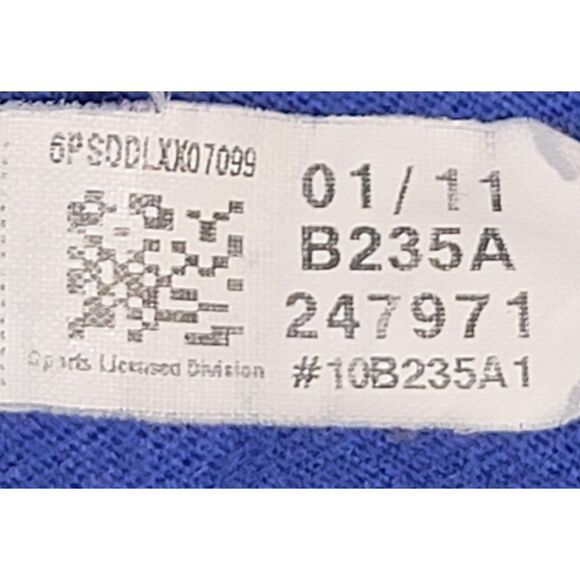 6PSDDLXX07099
Sports Licensed Division
01/11
B235A
247971
#10B235A1